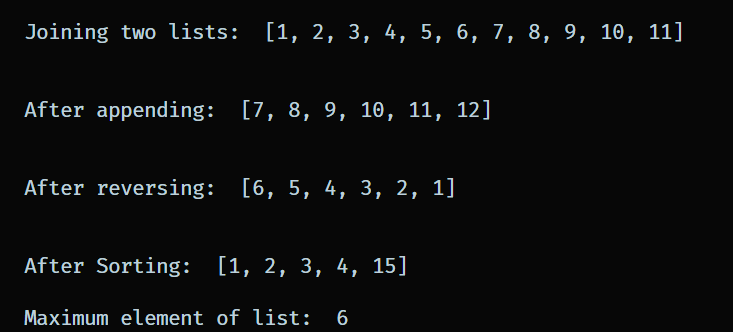 Joining two lists:  [1, 2, 3, 4, 5, 6, 7, 8, 9, 10, 11]
After appending:  [7, 8, 9, 10, 11, 12]
After reversing:  [6, 5, 4, 3, 2, 1]
After Sorting:  [1, 2, 3, 4, 15]
Maximum element of list:  6